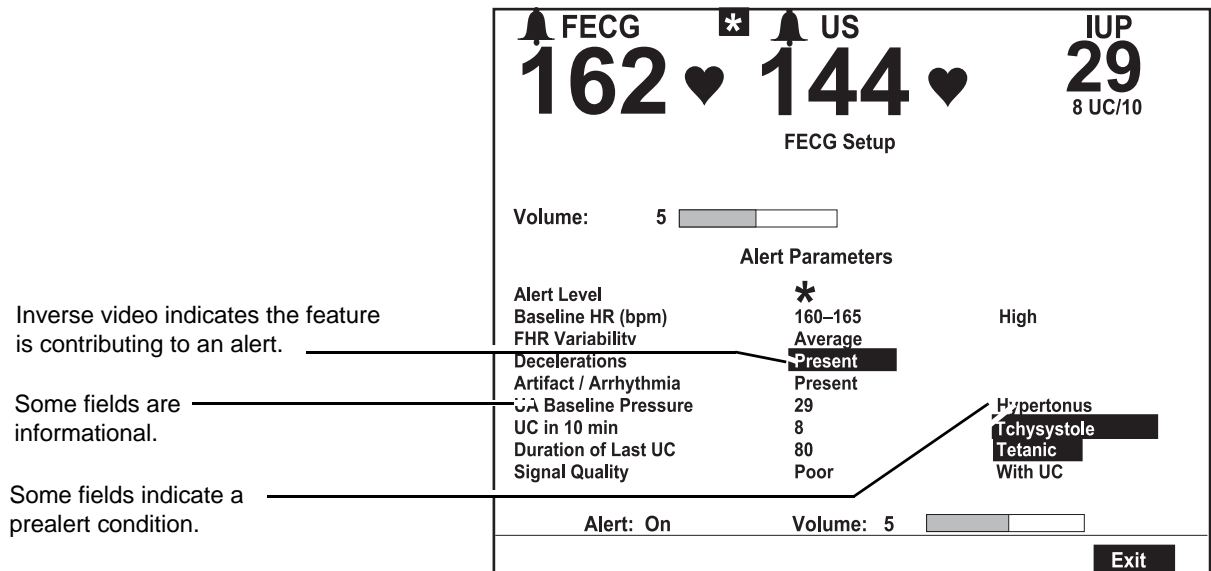 FECG * US IUP
162 144 29
8 UC/10
FECG Setup
Volume: 5
Alert Parameters
Alert Level *
Baseline HR (bpm) 160–165 High
FHR Variability Average
Decelerations Present
Artifact / Arrhythmia Present
UA Baseline Pressure 29 Hypertonus
UC in 10 min 8 Tchysystole
Duration of Last UC 80 Tetanic
Signal Quality Poor With UC
Alert: On Volume: 5
Exit
Inverse video indicates the feature
is contributing to an alert.
Some fields are
informational.
Some fields indicate a
prealert condition.